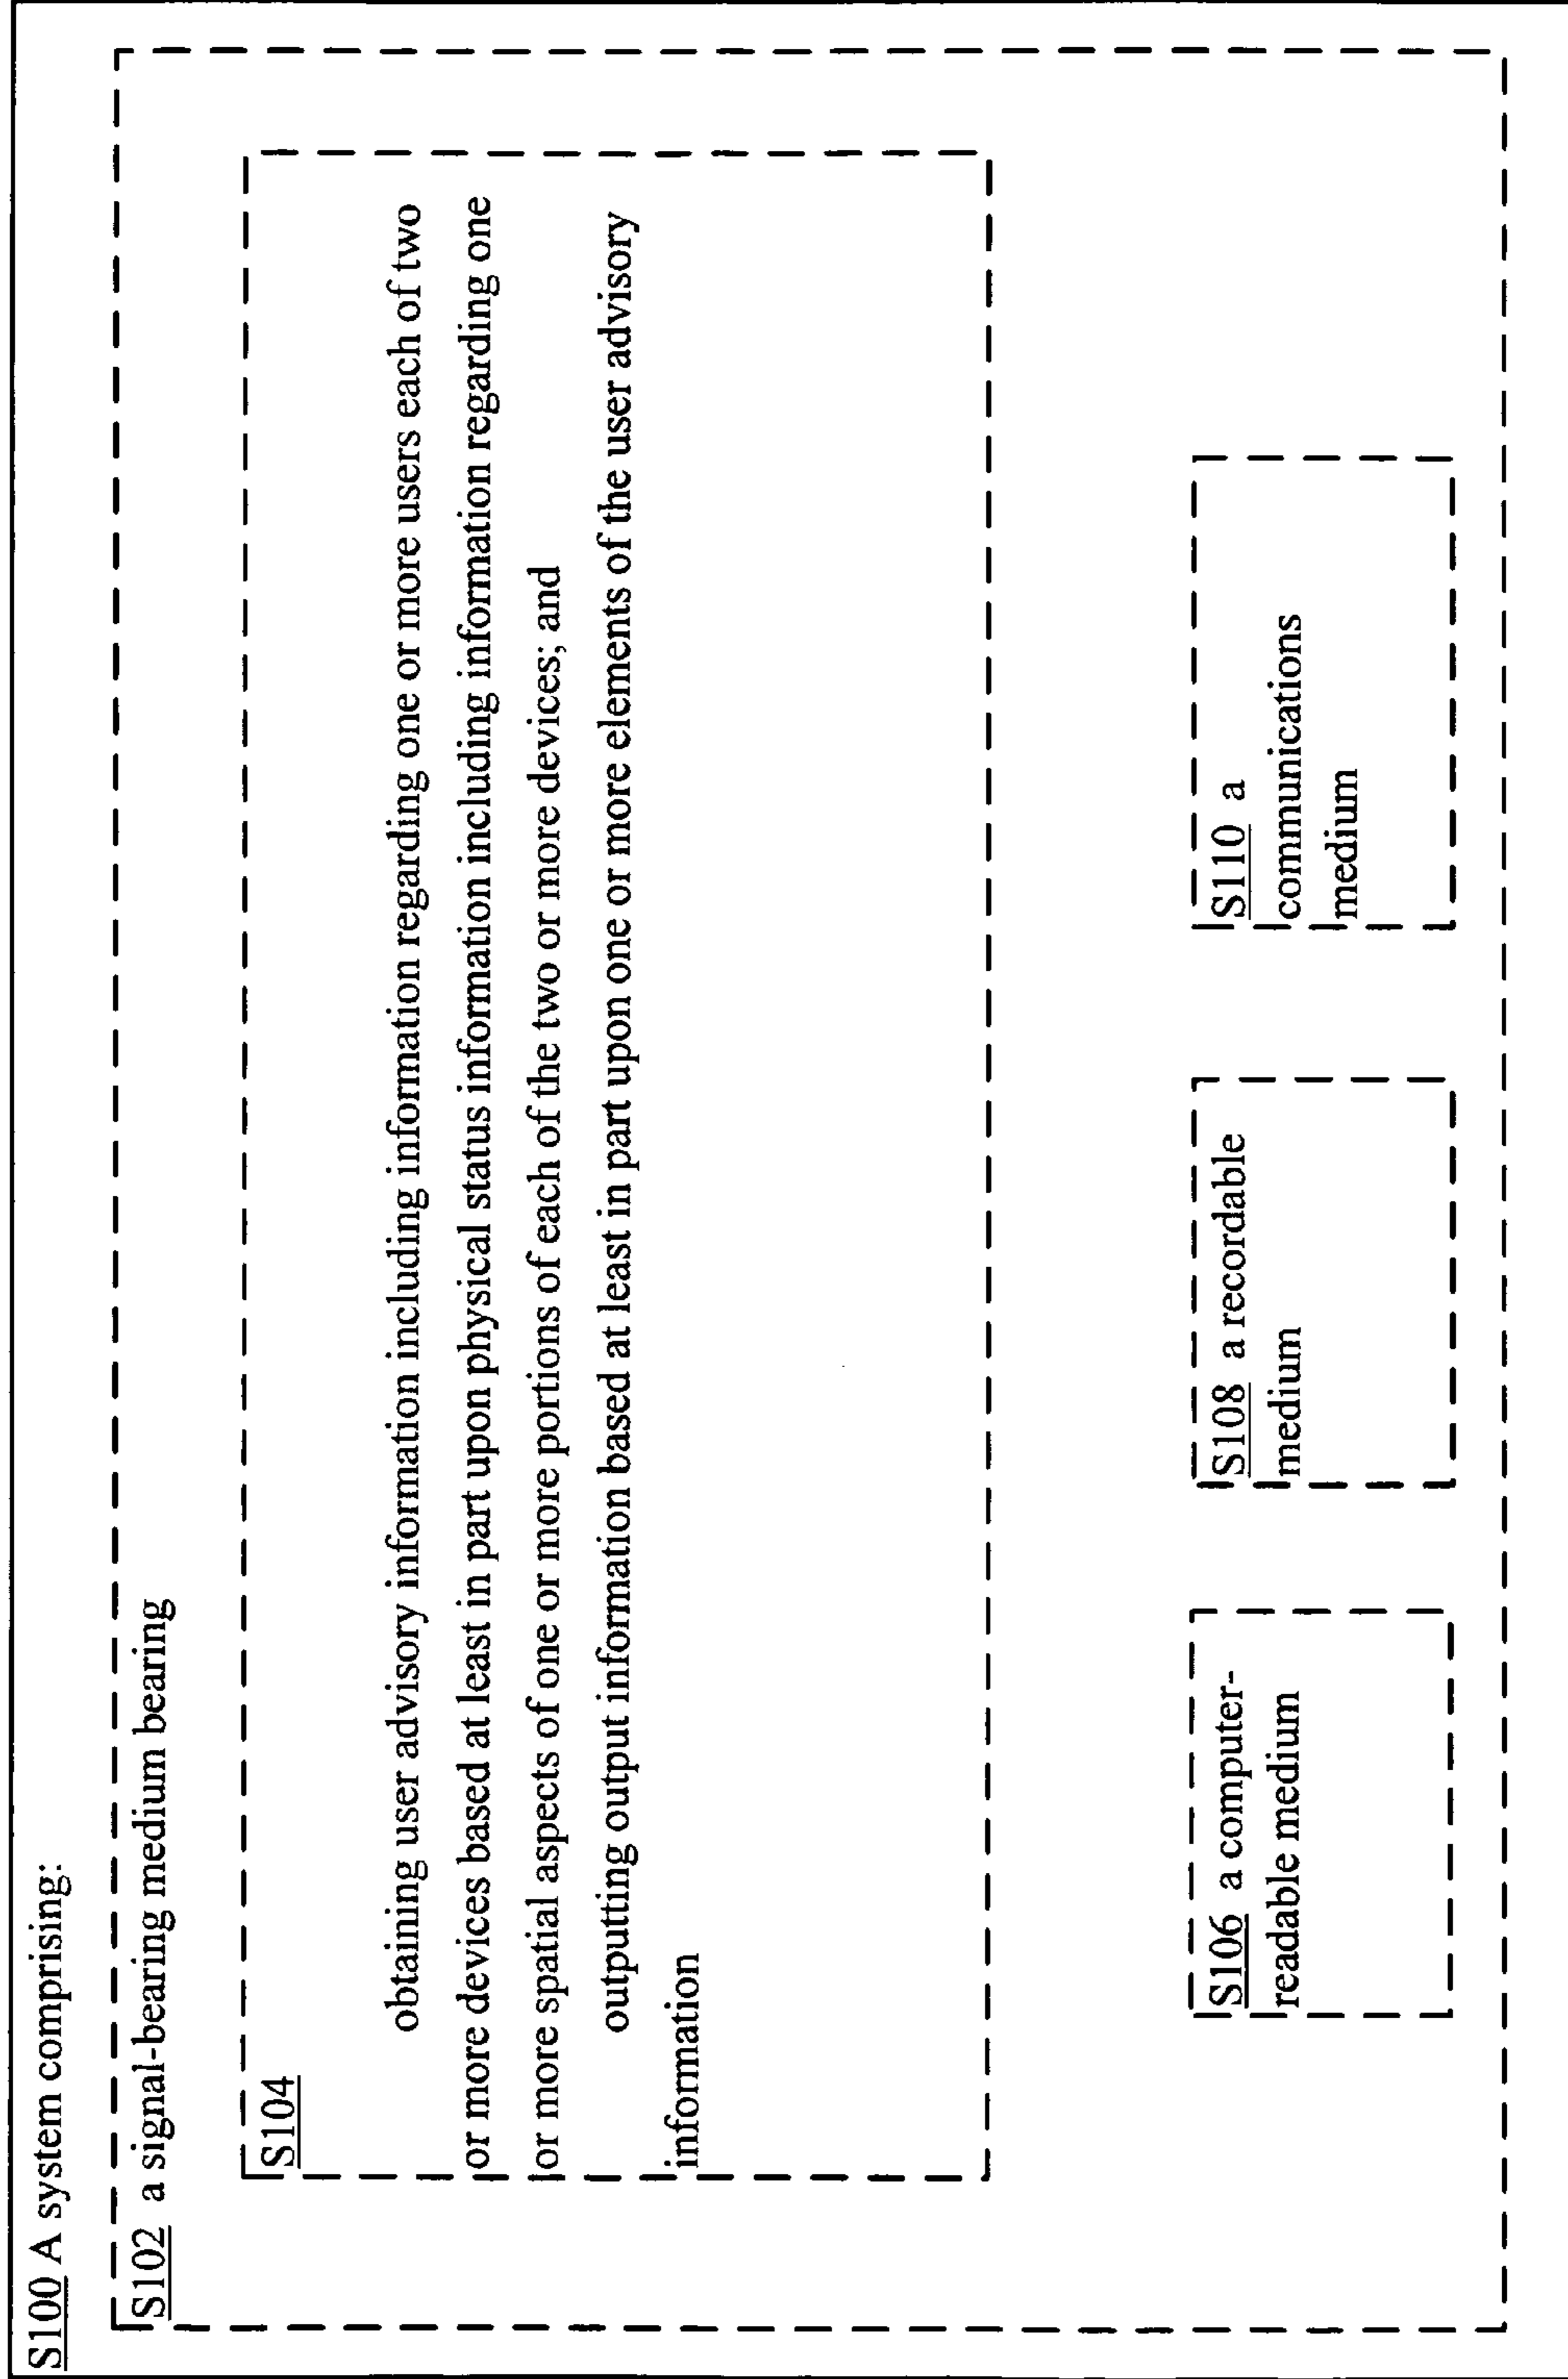 S100 A system comprising:
S102 a signal-bearing medium bearing
S104
obtaining user advisory information including information regarding one or more users each of two
or more devices based at least in part upon physical status information including information regarding one
or more spatial aspects of one or more portions of each of the two or more devices; and
outputting output information based at least in part upon one or more elements of the user advisory
information
S106 a computer-
readable medium
S108 a recordable
medium
S110 a
communications
medium